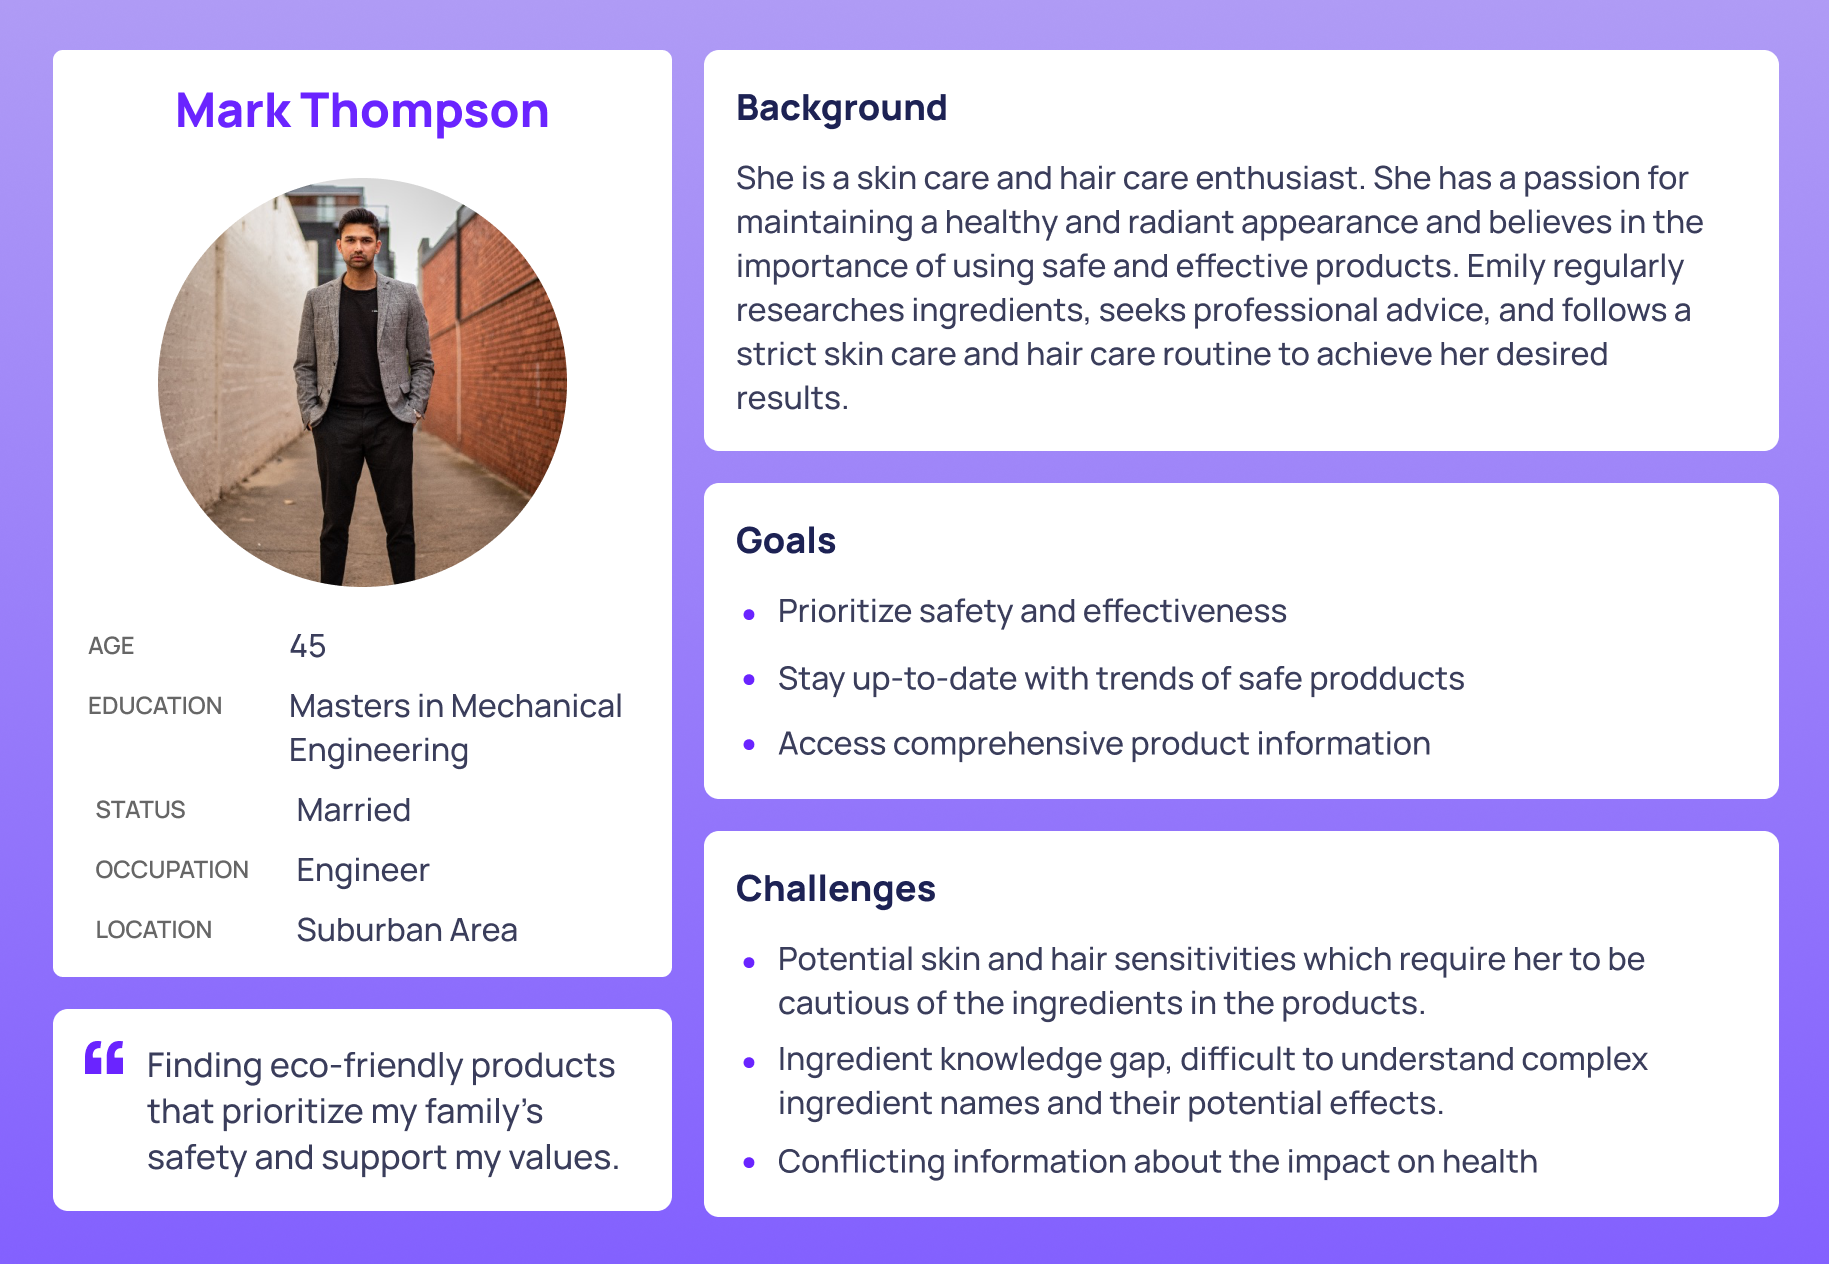 Mark Thompson
AGE 45
EDUCATION Masters in Mechanical
Engineering
STATUS Married
OCCUPATION Engineer
LOCATION Suburban Area
“ Finding eco-friendly products
that prioritize my family’s
safety and support my values.
Background
She is a skin care and hair care enthusiast. She has a passion for
maintaining a healthy and radiant appearance and believes in the
importance of using safe and effective products. Emily regularly
researches ingredients, seeks professional advice, and follows a
strict skin care and hair care routine to achieve her desired
results.
Goals
• Prioritize safety and effectiveness
• Stay up-to-date with trends of safe prodducts
• Access comprehensive product information
Challenges
• Potential skin and hair sensitivities which require her to be
cautious of the ingredients in the products.
• Ingredient knowledge gap, difficult to understand complex
ingredient names and their potential effects.
• Conflicting information about the impact on health